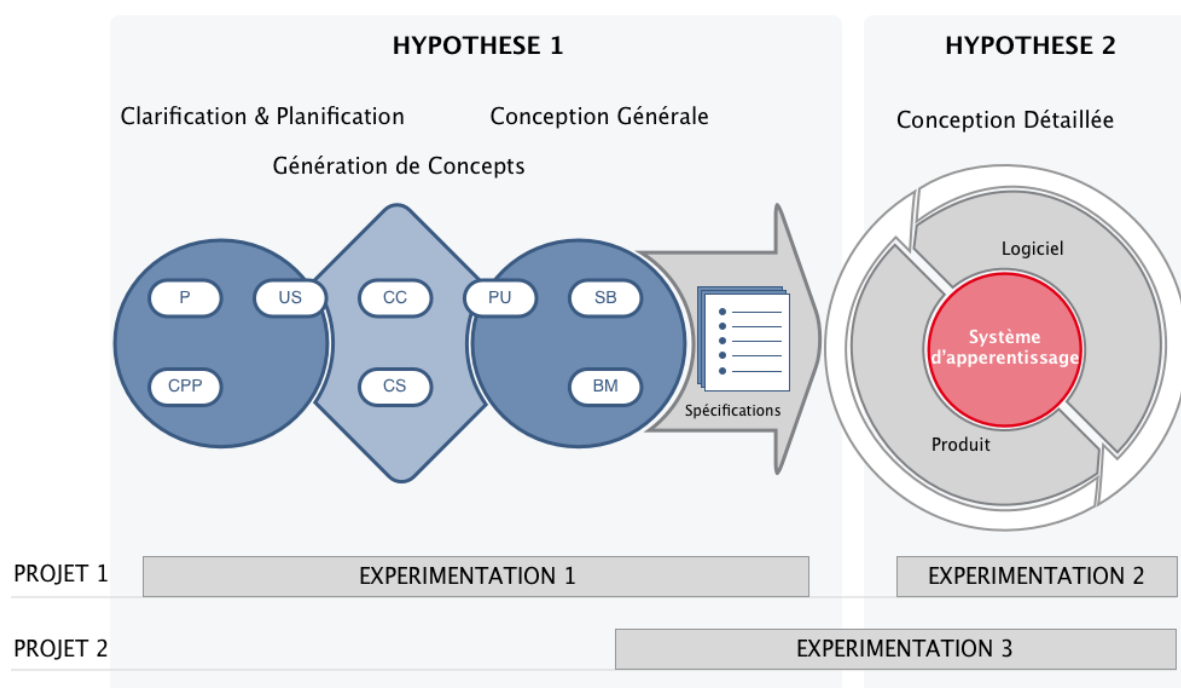 HYPOTHESE 1
HYPOTHESE 2
Clarification & Planification
Conception Générale
Conception Détaillée
Génération de Concepts
Logiciel
P
US
CC
PU
SB
Système
d'apperentissage
CPP
CS
BM
Spécifications
Produit
PROJET 1
EXPERIMENTATION 1
EXPERIMENTATION 2
PROJET 2
EXPERIMENTATION 3